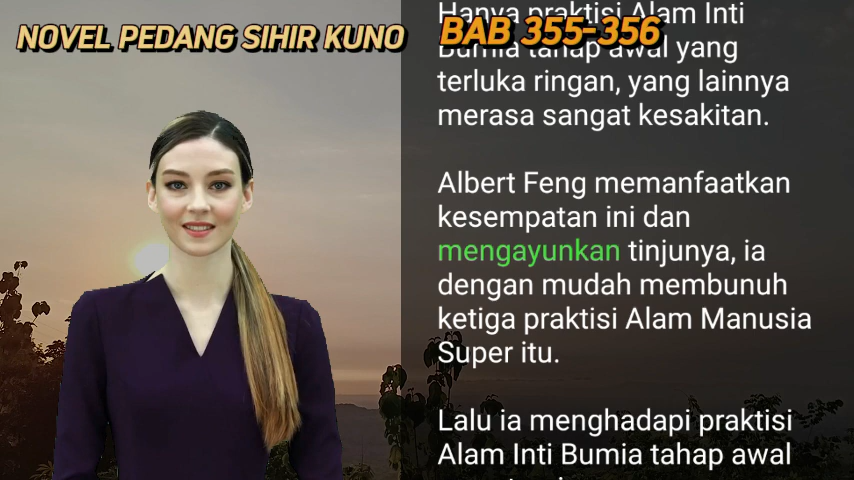 NOVEL PEDANG SIHIR KUNO
BAB 355-356
Hanya praktisi Alam Inti
Bumia tahap awal yang
terluka ringan, yang lainnya
merasa sangat kesakitan.
Albert Feng memanfaatkan
kesempatan ini dan
mengayunkan tinjunya, ia
dengan mudah membunuh
ketiga praktisi Alam Manusia
Super itu.
Lalu ia menghadapi praktisi
Alam Inti Bumia tahap awal